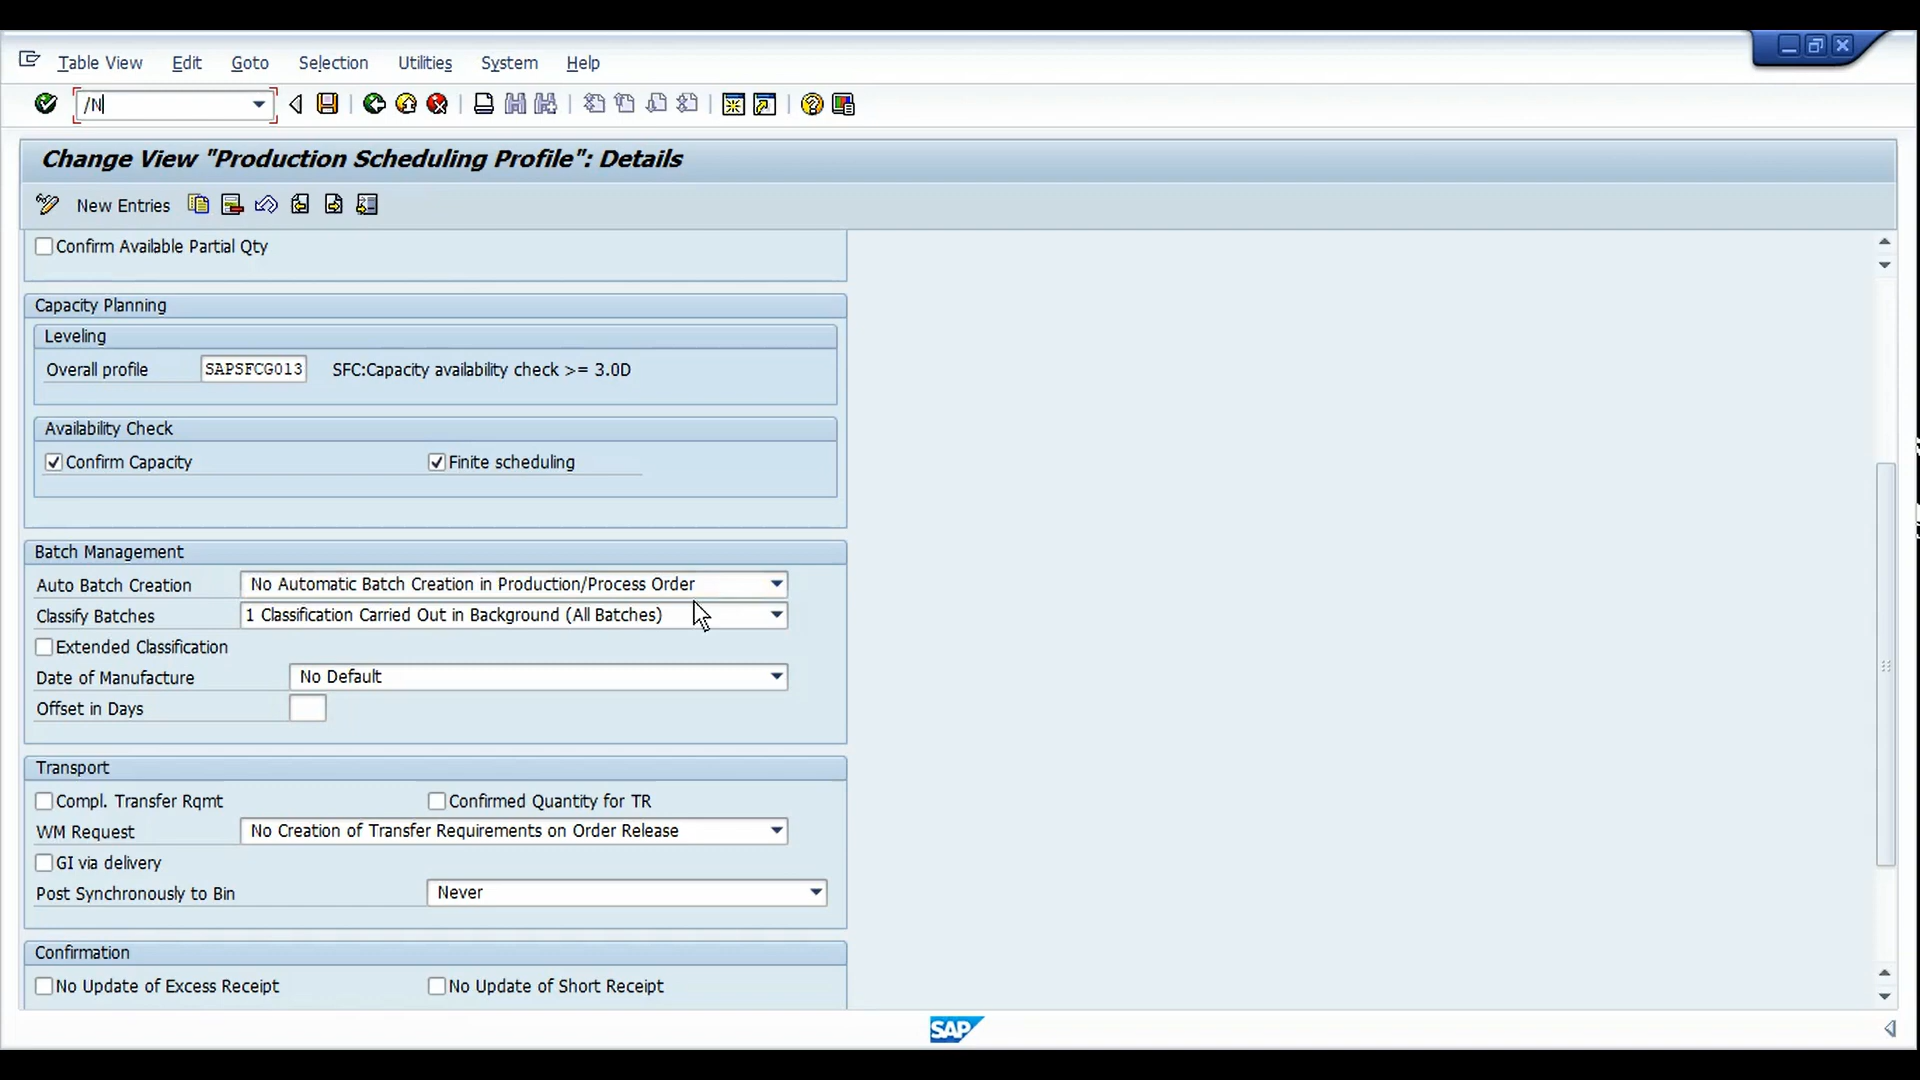 Table View Edit Goto Selection Utilities System Help
/N
Change View "Production Scheduling Profile": Details
New Entries
Confirm Available Partial Qty
Capacity Planning
Leveling
Overall profile SAPSFCG013 SFC:Capacity availability check >= 3.0D
Availability Check
Confirm Capacity Finite scheduling
Batch Management
Auto Batch Creation No Automatic Batch Creation in Production/Process Order
Classify Batches 1 Classification Carried Out in Background (All Batches)
Extended Classification
Date of Manufacture No Default
Offset in Days
Transport
Compl. Transfer Rqmt Confirmed Quantity for TR
WM Request No Creation of Transfer Requirements on Order Release
GI via delivery
Post Synchronously to Bin Never
Confirmation
No Update of Excess Receipt No Update of Short Receipt
SAP